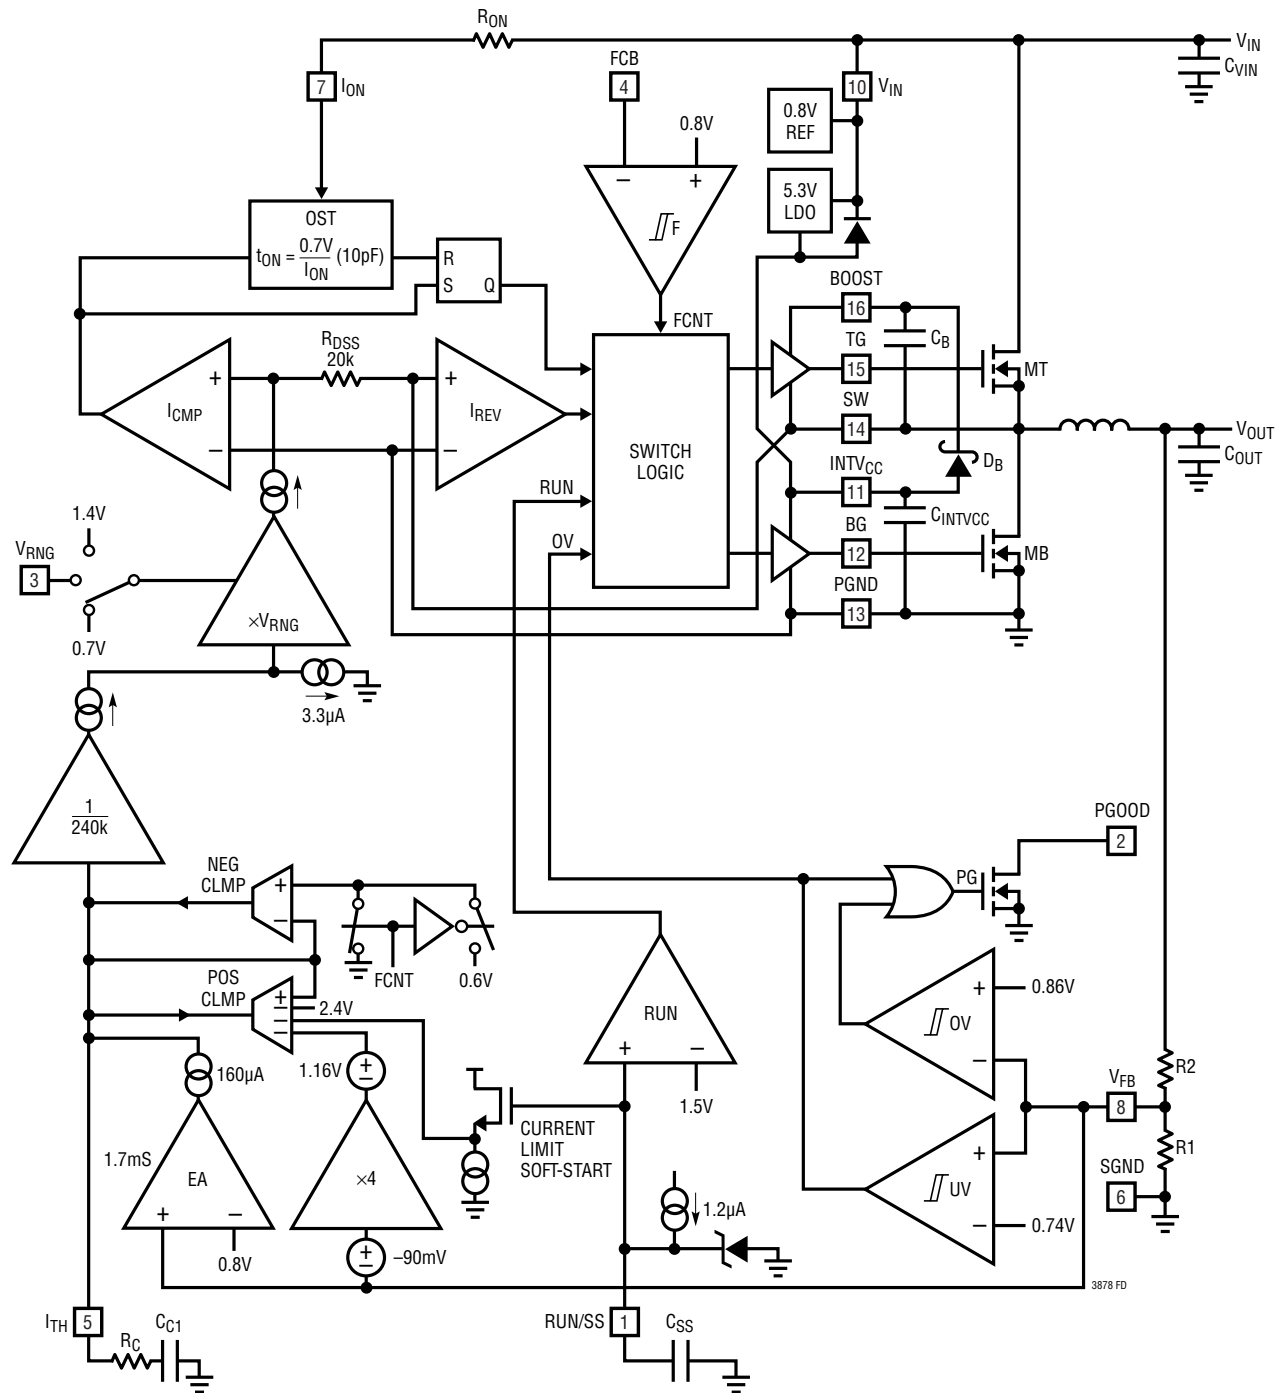 RON
VIN
CVIN
7 ION
FCB
4
10 VIN
0.8V
REF
0.8V
5.3V
LDO
OST
tON = 0.7V/ION (10pF)
R
S Q
− +
F
FCNT
BOOST
16
CB
TG
15
MT
RDSS
20k
+ ICMP −
+ IREV −
SW
14
VOUT
COUT
SWITCH
LOGIC
DB
INTVCC
11
CINTVCC
RUN
BG
12
MB
OV
1.4V
VRNG
3
0.7V
×VRNG
PGND
13
3.3µA
1
240k
PGOOD
2
PG
NEG
CLMP
+
−
FCNT
0.6V
POS
CLMP
+
−
−
−
2.4V
RUN
+ −
1.5V
+
−
OV
0.86V
160µA
1.16V
+
−
R2
VFB
8
1.7mS
EA
+ −
0.8V
×4
CURRENT
LIMIT
SOFT-START
+
−
UV
0.74V
R1
SGND
6
1.2µA
+
−
–90mV
3878 FD
ITH
5
RC
CC1
RUN/SS
1
CSS